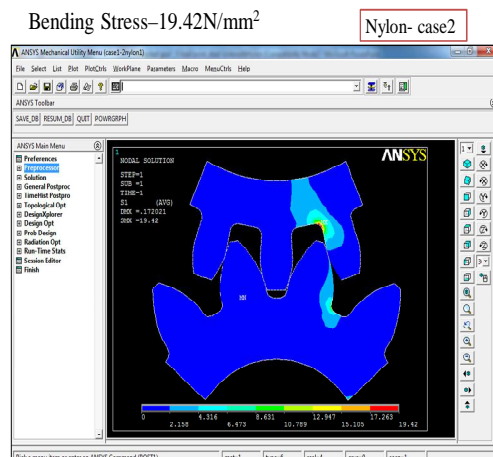 Bending Stress–19.42N/mm²
Nylon- case2
ANSYS Mechanical Utility Menu (case1-2nylon1)
File Select List Plot PlotCtrls WorkPlane Parameters Macro MenuCtrls Help
ANSYS Toolbar
SAVE_DB RESUM_DB QUIT POWRGRPH
ANSYS Main Menu
Preferences
Preprocessor
Solution
General Postproc
TimeHist Postpro
Topological Opt
DesignXplorer
Design Opt
Prob Design
Radiation Opt
Run-Time Stats
Session Editor
Finish
1
ANSYS
NODAL SOLUTION
STEP=1
SUB =1
TIME=1
S1 (AVG)
DMX =.172021
SMX =19.42
MN
0 4.316 8.631 12.947 17.263
2.158 6.473 10.789 15.105 19.42
1
3